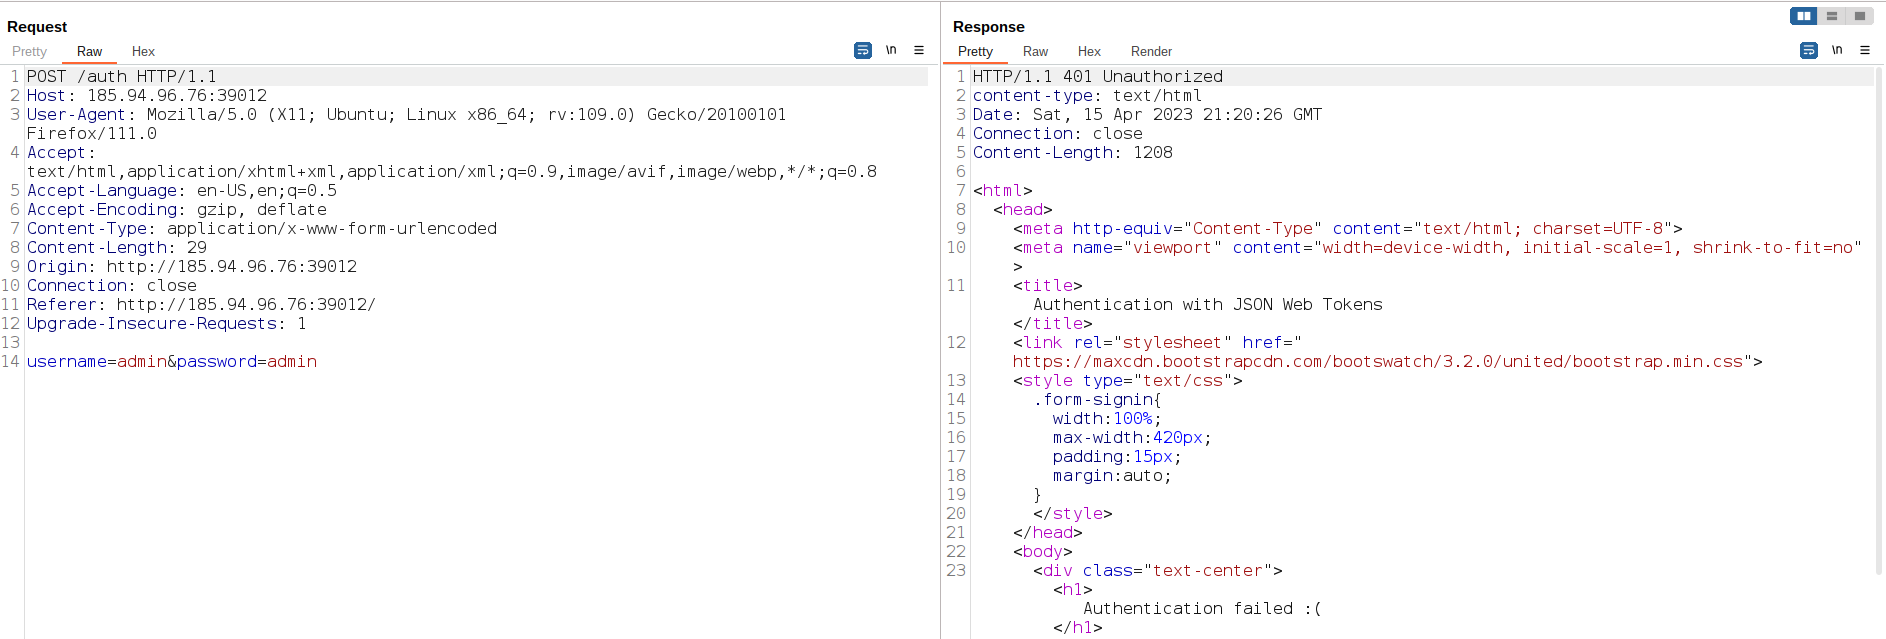 Request
Pretty Raw Hex \n
1 POST /auth HTTP/1.1
2 Host: 185.94.96.76:39012
3 User-Agent: Mozilla/5.0 (X11; Ubuntu; Linux x86_64; rv:109.0) Gecko/20100101
Firefox/111.0
4 Accept:
text/html,application/xhtml+xml,application/xml;q=0.9,image/avif,image/webp,*/*;q=0.8
5 Accept-Language: en-US,en;q=0.5
6 Accept-Encoding: gzip, deflate
7 Content-Type: application/x-www-form-urlencoded
8 Content-Length: 29
9 Origin: http://185.94.96.76:39012
10 Connection: close
11 Referer: http://185.94.96.76:39012/
12 Upgrade-Insecure-Requests: 1
13
14 username=admin&password=admin
Response
Pretty Raw Hex Render \n
1 HTTP/1.1 401 Unauthorized
2 content-type: text/html
3 Date: Sat, 15 Apr 2023 21:20:26 GMT
4 Connection: close
5 Content-Length: 1208
6
7 <html>
8 <head>
9 <meta http-equiv="Content-Type" content="text/html; charset=UTF-8">
10 <meta name="viewport" content="width=device-width, initial-scale=1, shrink-to-fit=no"
>
11 <title>
Authentication with JSON Web Tokens
</title>
12 <link rel="stylesheet" href="
https://maxcdn.bootstrapcdn.com/bootswatch/3.2.0/united/bootstrap.min.css">
13 <style type="text/css">
14 .form-signin{
15 width:100%;
16 max-width:420px;
17 padding:15px;
18 margin:auto;
19 }
20 </style>
21 </head>
22 <body>
23 <div class="text-center">
<h1>
Authentication failed :(
</h1>